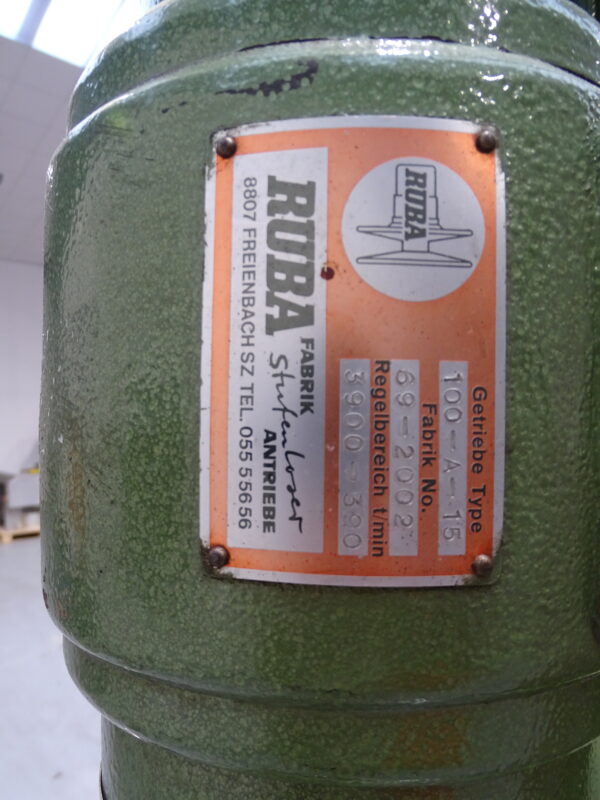 RUBA
Getriebe Type
100-A-15
Fabrik No.
69-2002
Regelbereich t/min
3900-390
RUBA FABRIK
Stufenloser
ANTRIEBE
8807 FREIENBACH SZ TEL. 055 55656